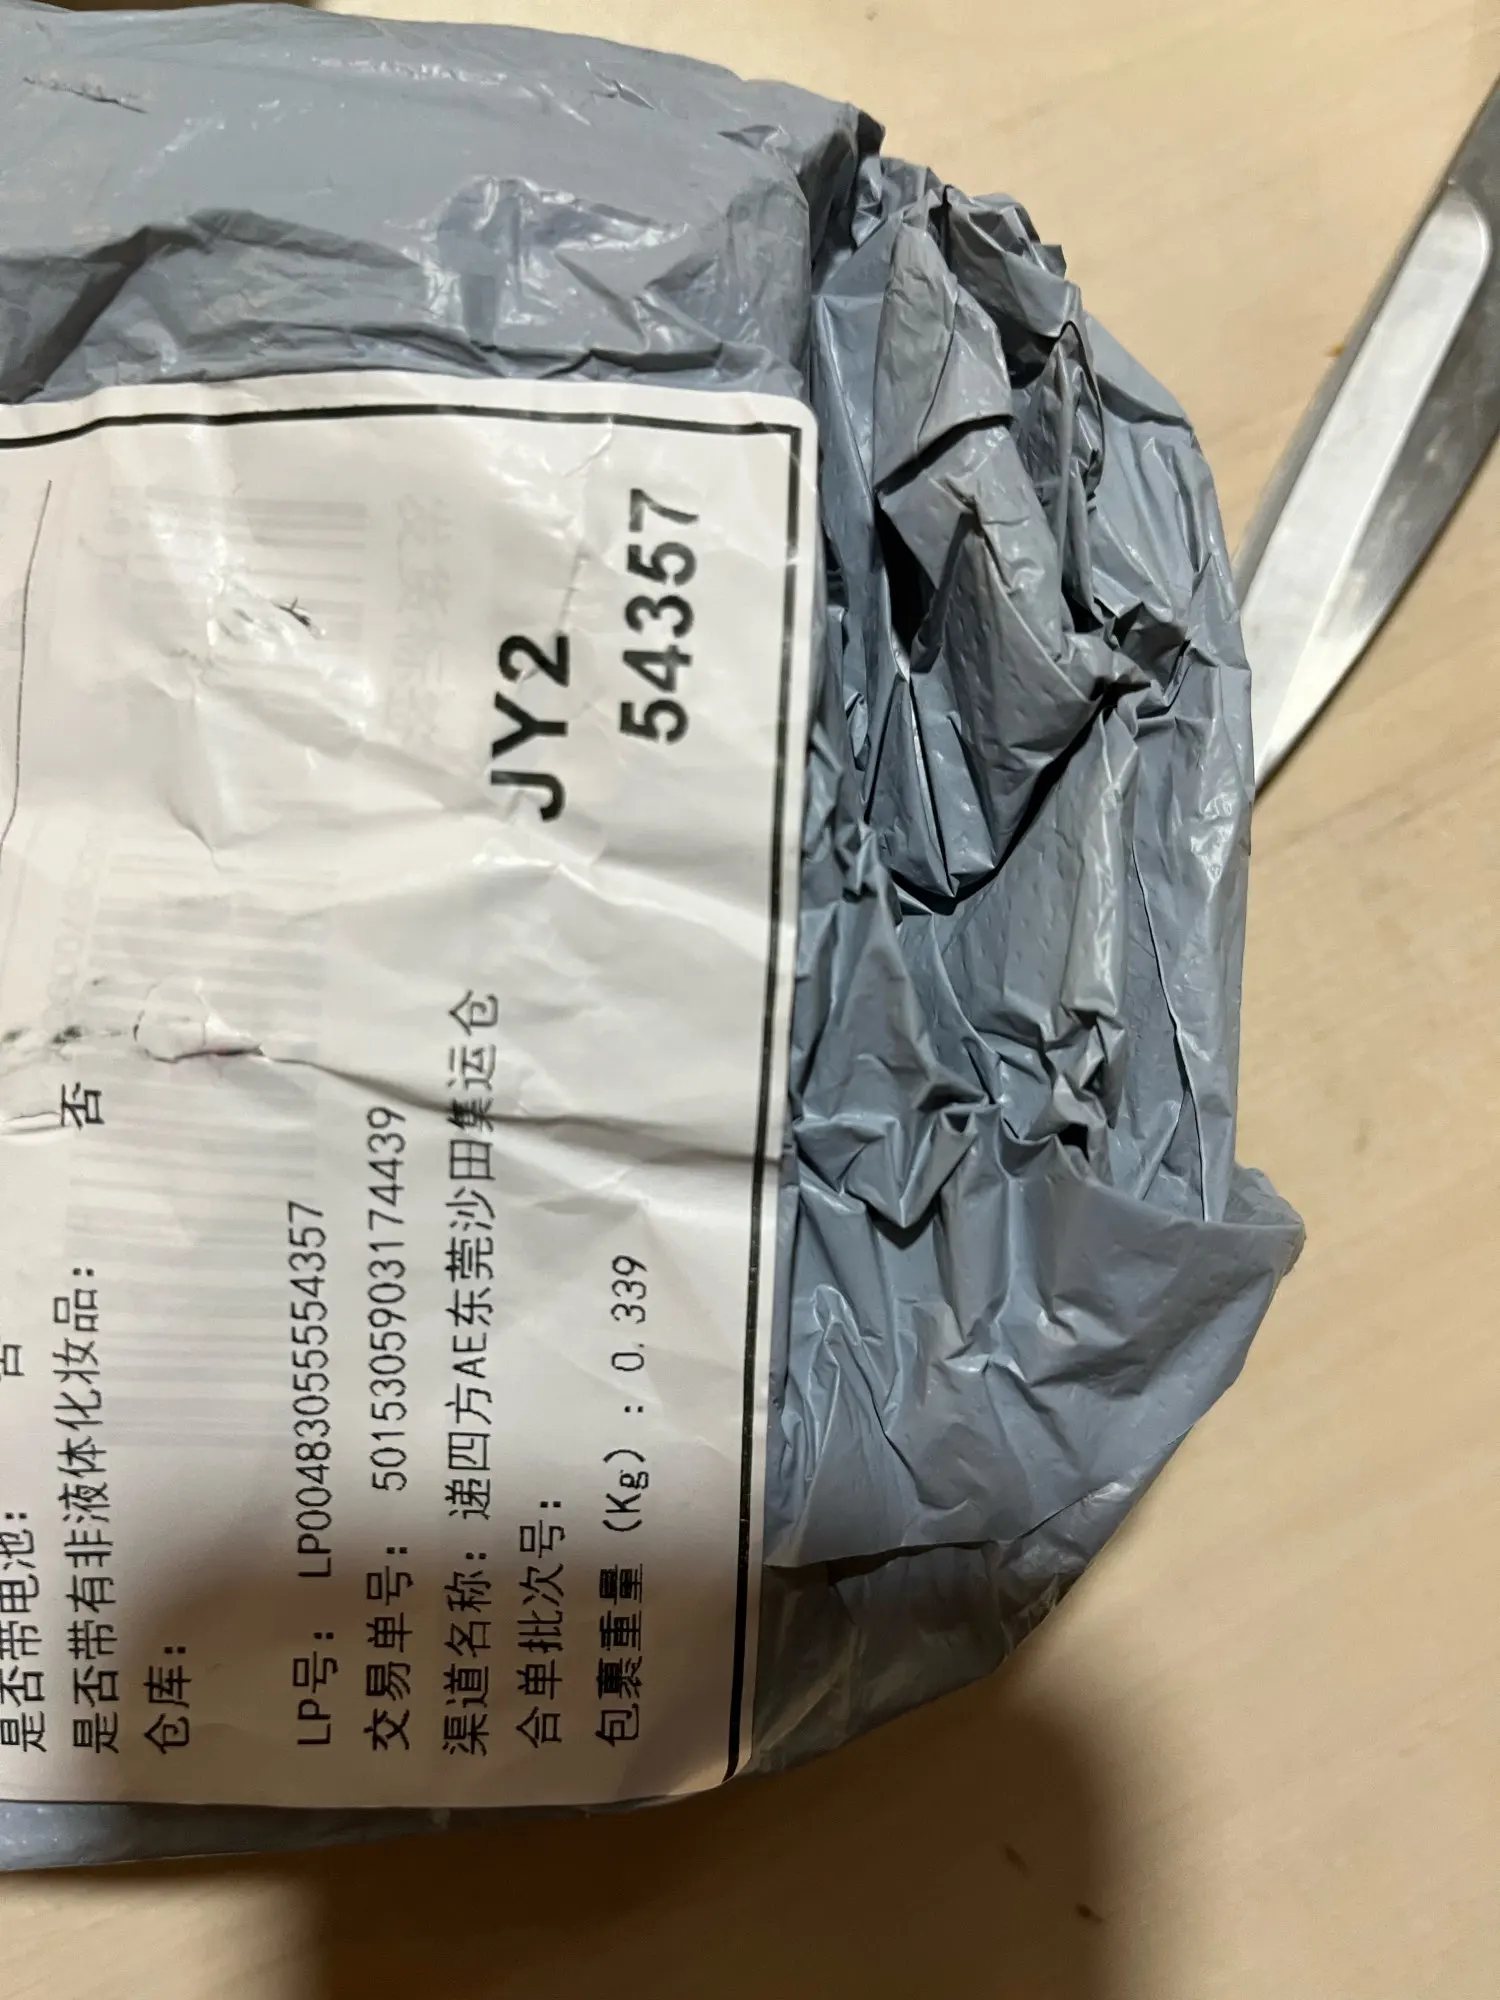 是否带电池： 否
是否带有非液体化妆品： 否
仓库：
LP号： LP00483055554357
交易单号： 5015305903174439
渠道名称： 递四方AE东莞沙田集运仓
合单批次号：
包裹重量（Kg）：0.339
JY2
54357